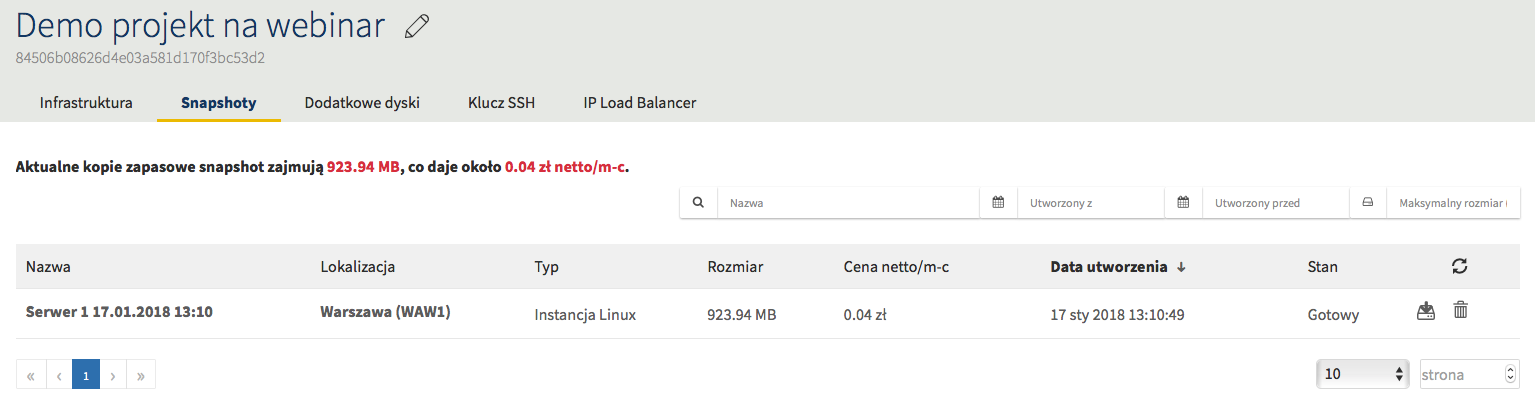 Demo projekt na webinar
84506b08626d4e03a581d170f3bc53d2
Infrastruktura Snapshoty Dodatkowe dyski Klucz SSH IP Load Balancer
Aktualne kopie zapasowe snapshot zajmują 923.94 MB, co daje około 0.04 zł netto/m-c.
Nazwa Utworzony z Utworzony przed Maksymalny rozmiar (
Nazwa Lokalizacja Typ Rozmiar Cena netto/m-c Data utworzenia ↓ Stan
Serwer 1 17.01.2018 13:10 Warszawa (WAW1) Instancja Linux 923.94 MB 0.04 zł 17 sty 2018 13:10:49 Gotowy
« ‹ 1 › » 10 strona